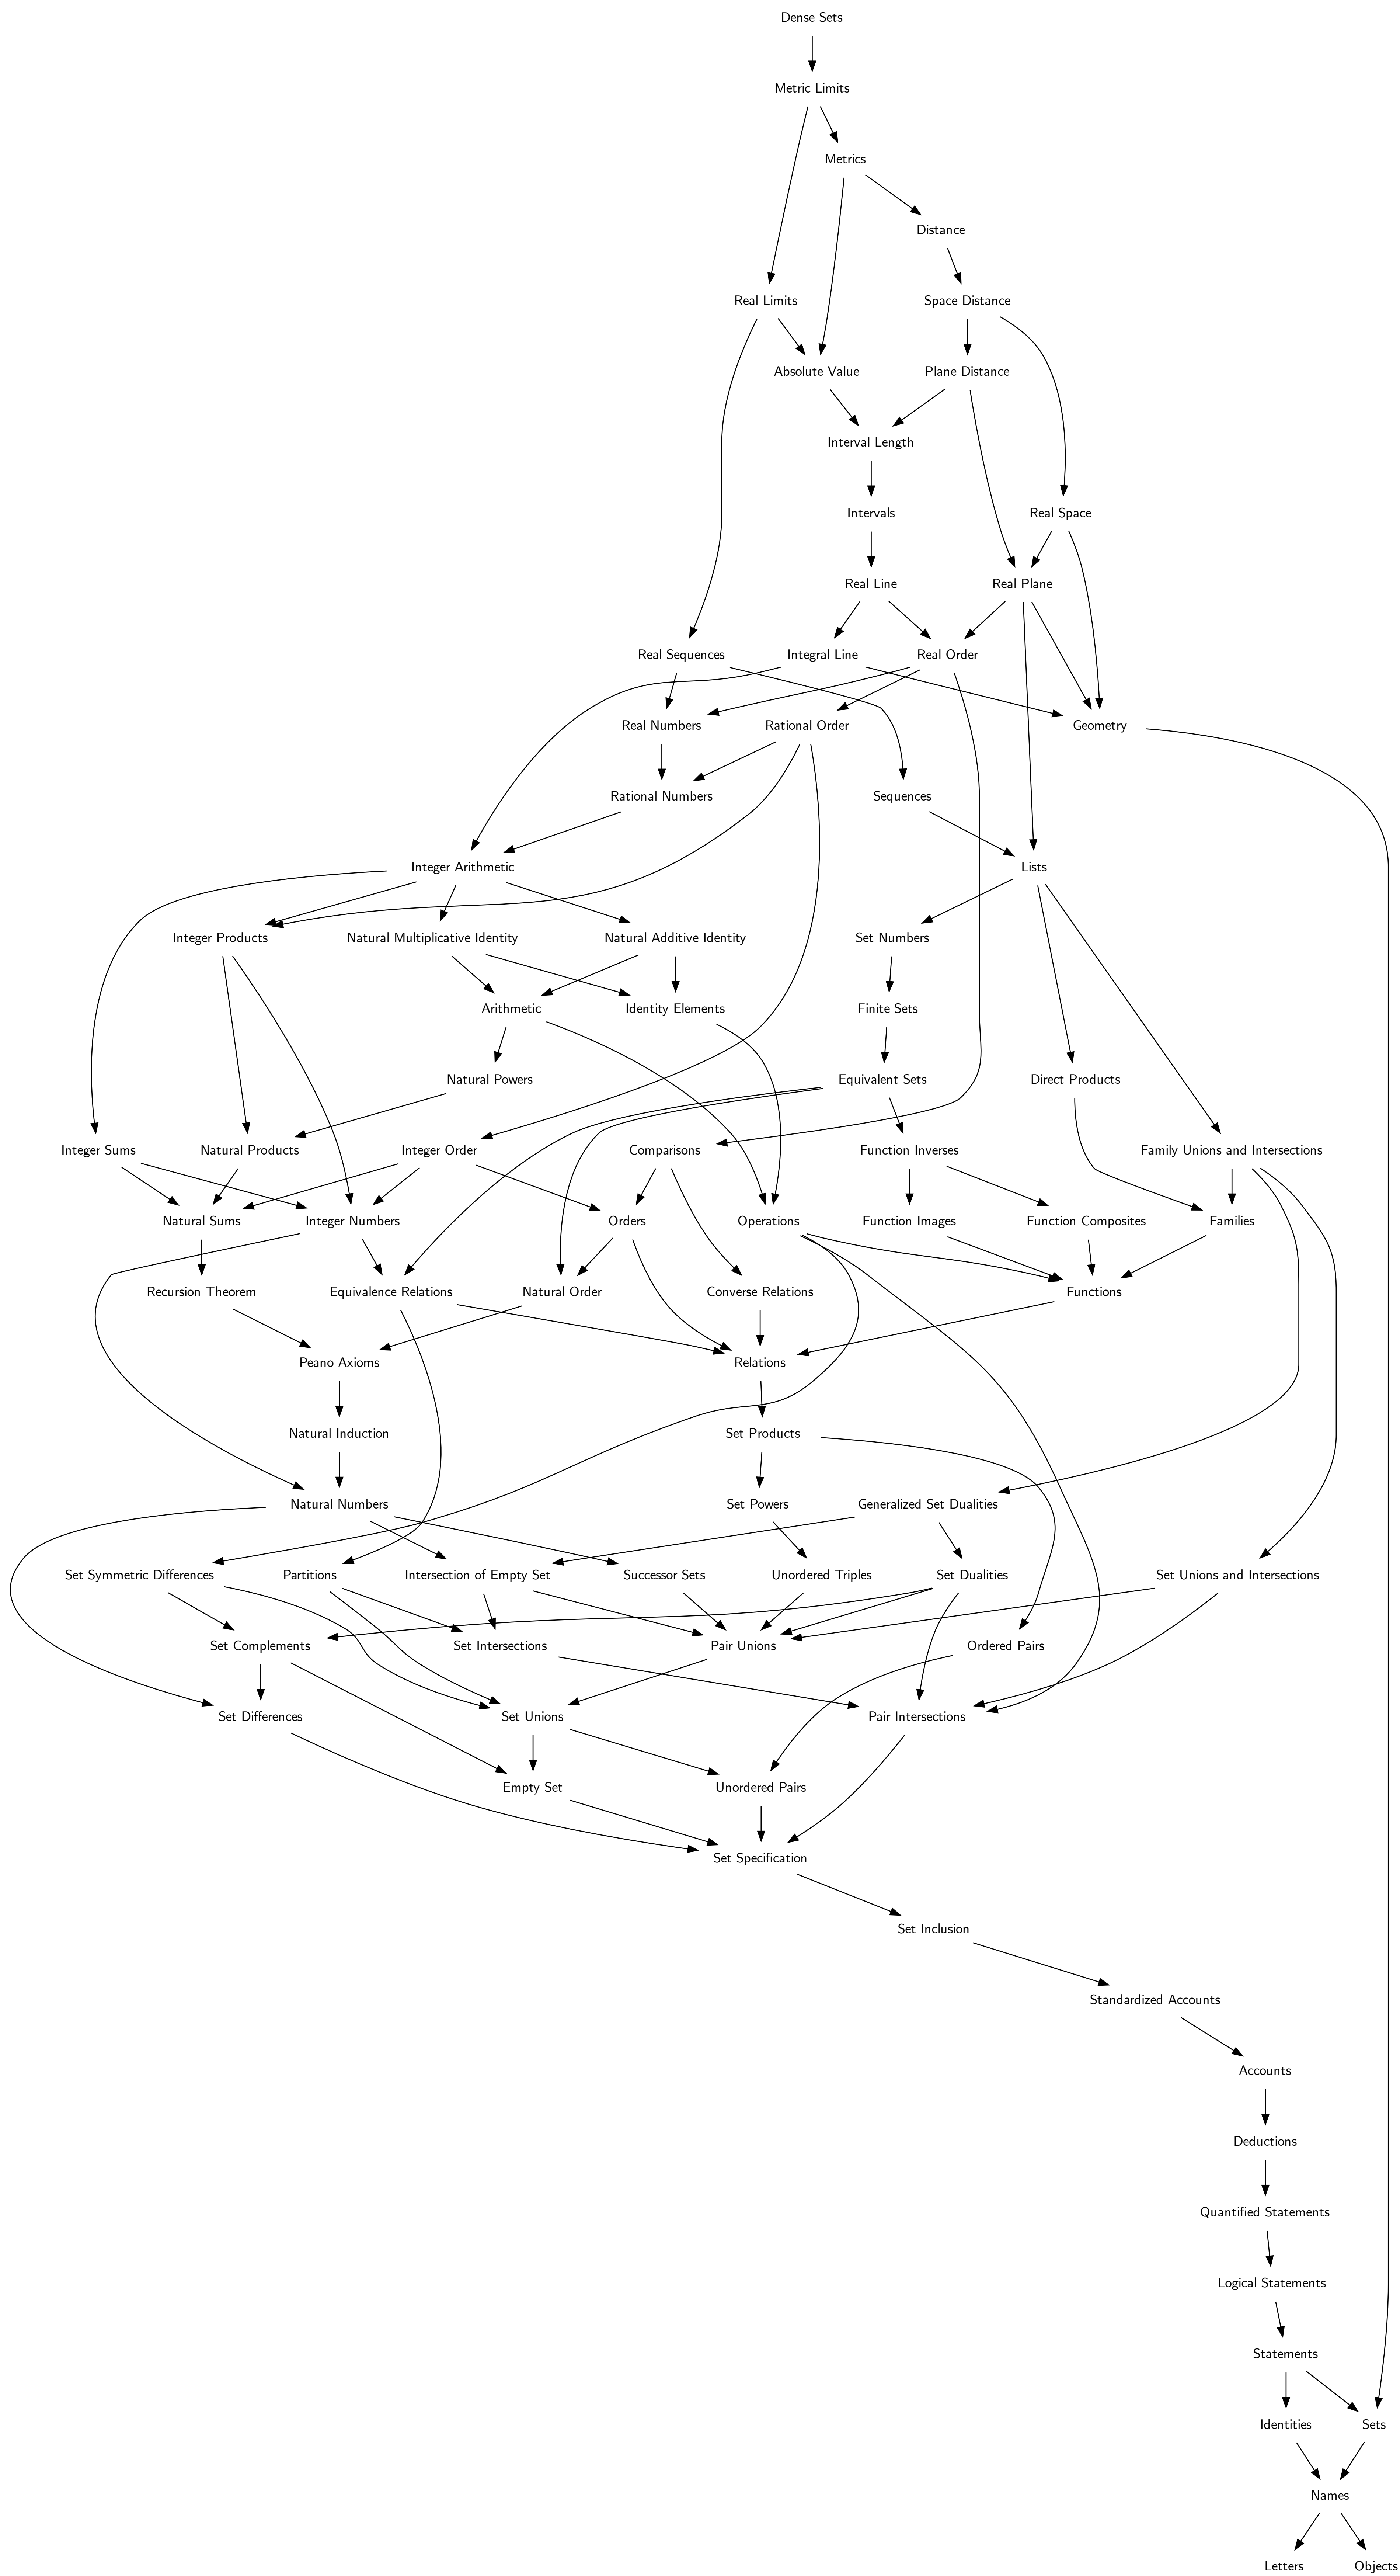 Dense Sets
Metric Limits
Metrics
Distance
Real Limits
Space Distance
Absolute Value
Plane Distance
Interval Length
Intervals
Real Space
Real Line
Real Plane
Real Sequences
Integral Line
Real Order
Real Numbers
Rational Order
Geometry
Rational Numbers
Sequences
Integer Arithmetic
Lists
Integer Products
Natural Multiplicative Identity
Natural Additive Identity
Set Numbers
Arithmetic
Identity Elements
Finite Sets
Natural Powers
Equivalent Sets
Direct Products
Integer Sums
Natural Products
Integer Order
Comparisons
Function Inverses
Family Unions and Intersections
Natural Sums
Integer Numbers
Orders
Operations
Function Images
Function Composites
Families
Recursion Theorem
Equivalence Relations
Natural Order
Converse Relations
Functions
Peano Axioms
Relations
Natural Induction
Set Products
Natural Numbers
Set Powers
Generalized Set Dualities
Set Symmetric Differences
Partitions
Intersection of Empty Set
Successor Sets
Unordered Triples
Set Dualities
Set Unions and Intersections
Set Complements
Set Intersections
Pair Unions
Ordered Pairs
Set Differences
Set Unions
Pair Intersections
Empty Set
Unordered Pairs
Set Specification
Set Inclusion
Standardized Accounts
Accounts
Deductions
Quantified Statements
Logical Statements
Statements
Identities
Sets
Names
Letters
Objects